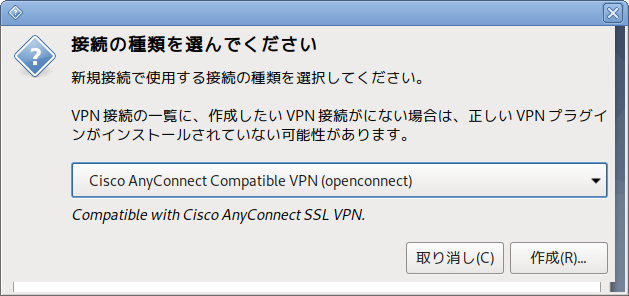 接続の種類を選んでください
新規接続で使用する接続の種類を選択してください。
VPN 接続の一覧に、作成したい VPN 接続がにない場合は、正しい VPN プラグイ
ンがインストールされていない可能性があります。
Cisco AnyConnect Compatible VPN (openconnect)
Compatible with Cisco AnyConnect SSL VPN.
取り消し(C)
作成(R)...